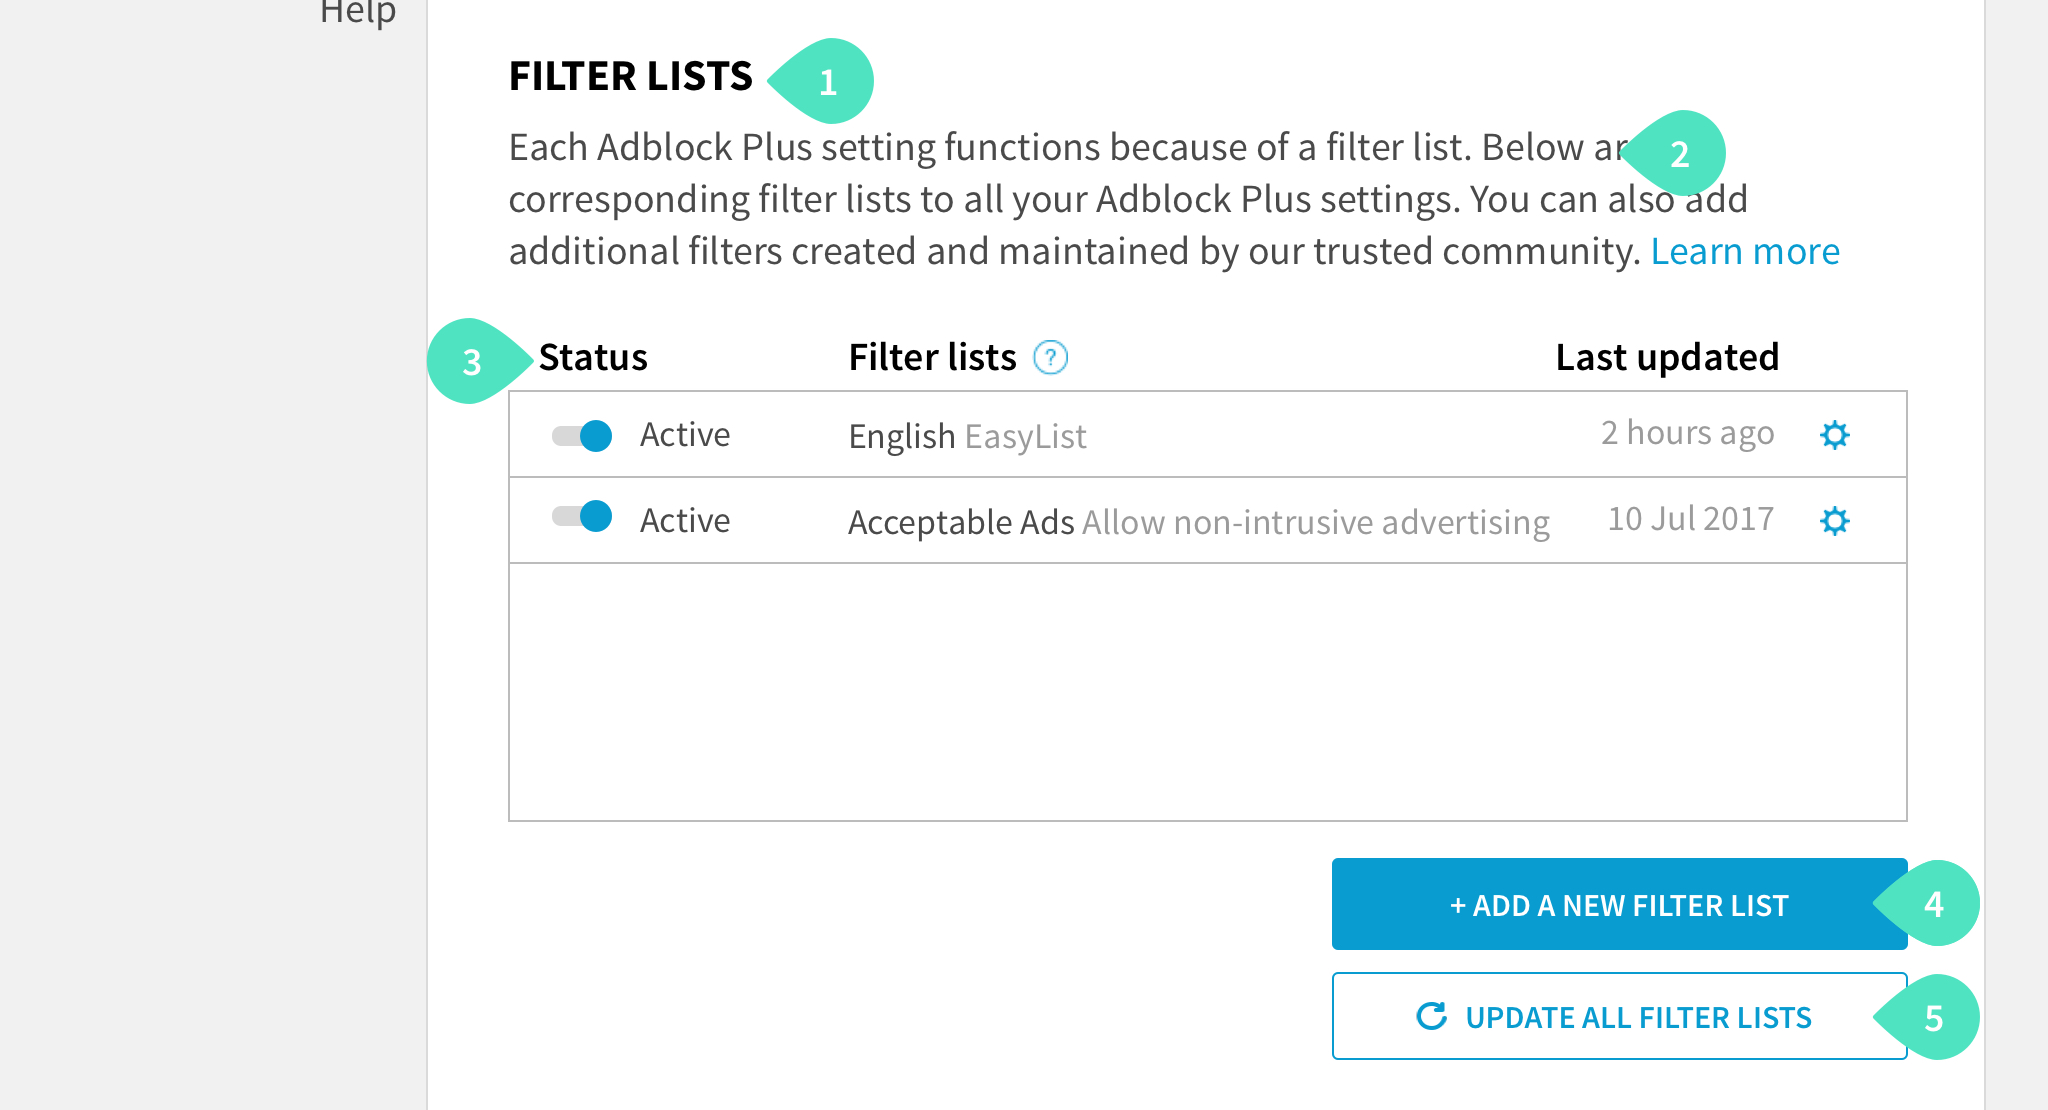 Help
FILTER LISTS 1
Each Adblock Plus setting functions because of a filter list. Below 2
corresponding filter lists to all your Adblock Plus settings. You can also add
additional filters created and maintained by our trusted community. Learn more
3 Status Filter lists ? Last updated
Active English EasyList 2 hours ago
Active Acceptable Ads Allow non-intrusive advertising 10 Jul 2017
+ ADD A NEW FILTER LIST 4
UPDATE ALL FILTER LISTS 5